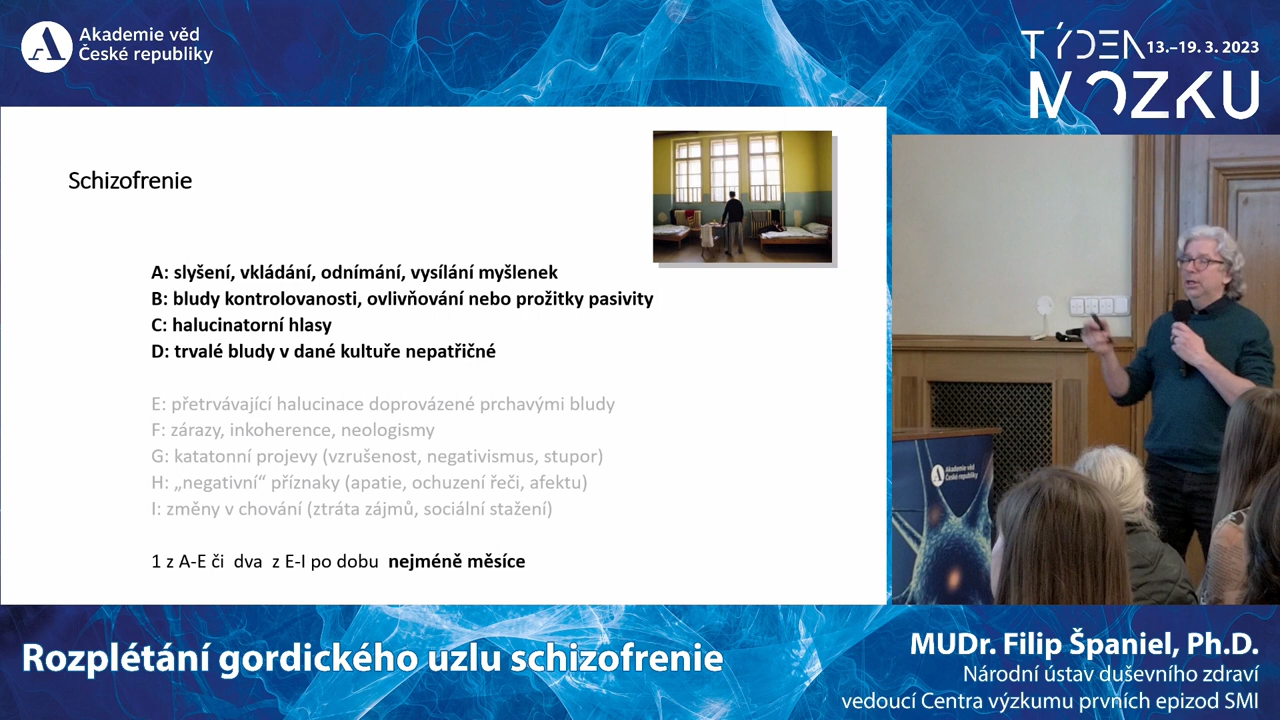 Akademie věd
České republiky
TÝDEN 13.–19. 3. 2023
MOZKU
Schizofrenie
A: slyšení, vkládání, odnímání, vysílání myšlenek
B: bludy kontrolovanosti, ovlivňování nebo prožitky pasivity
C: halucinatorní hlasy
D: trvalé bludy v dané kultuře nepatřičné
E: přetrvávající halucinace doprovázené prchavými bludy
F: zárazy, inkoherence, neologismy
G: katatonní projevy (vzrušenost, negativismus, stupor)
H: „negativní“ příznaky (apatie, ochuzení řeči, afektu)
I: změny v chování (ztráta zájmů, sociální stažení)
1 z A-E či dva z E-I po dobu nejméně měsíce
Akademie věd
České republiky
Rozplétání gordického uzlu schizofrenie
MUDr. Filip Španiel, Ph.D.
Národní ústav duševního zdraví
vedoucí Centra výzkumu prvních epizod SMI